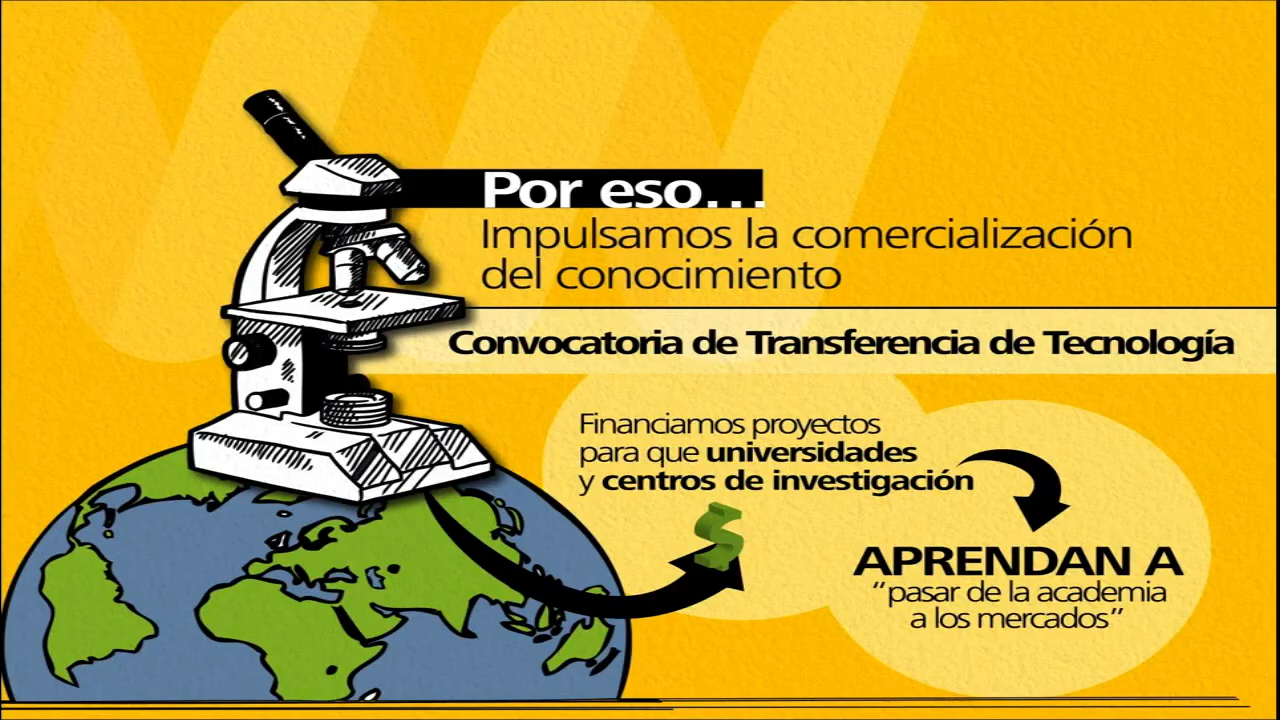 Por eso...
Impulsamos la comercialización
del conocimiento
Convocatoria de Transferencia de Tecnología
Financiamos proyectos
para que universidades
y centros de investigación
$
APRENDAN A
“pasar de la academia
a los mercados”